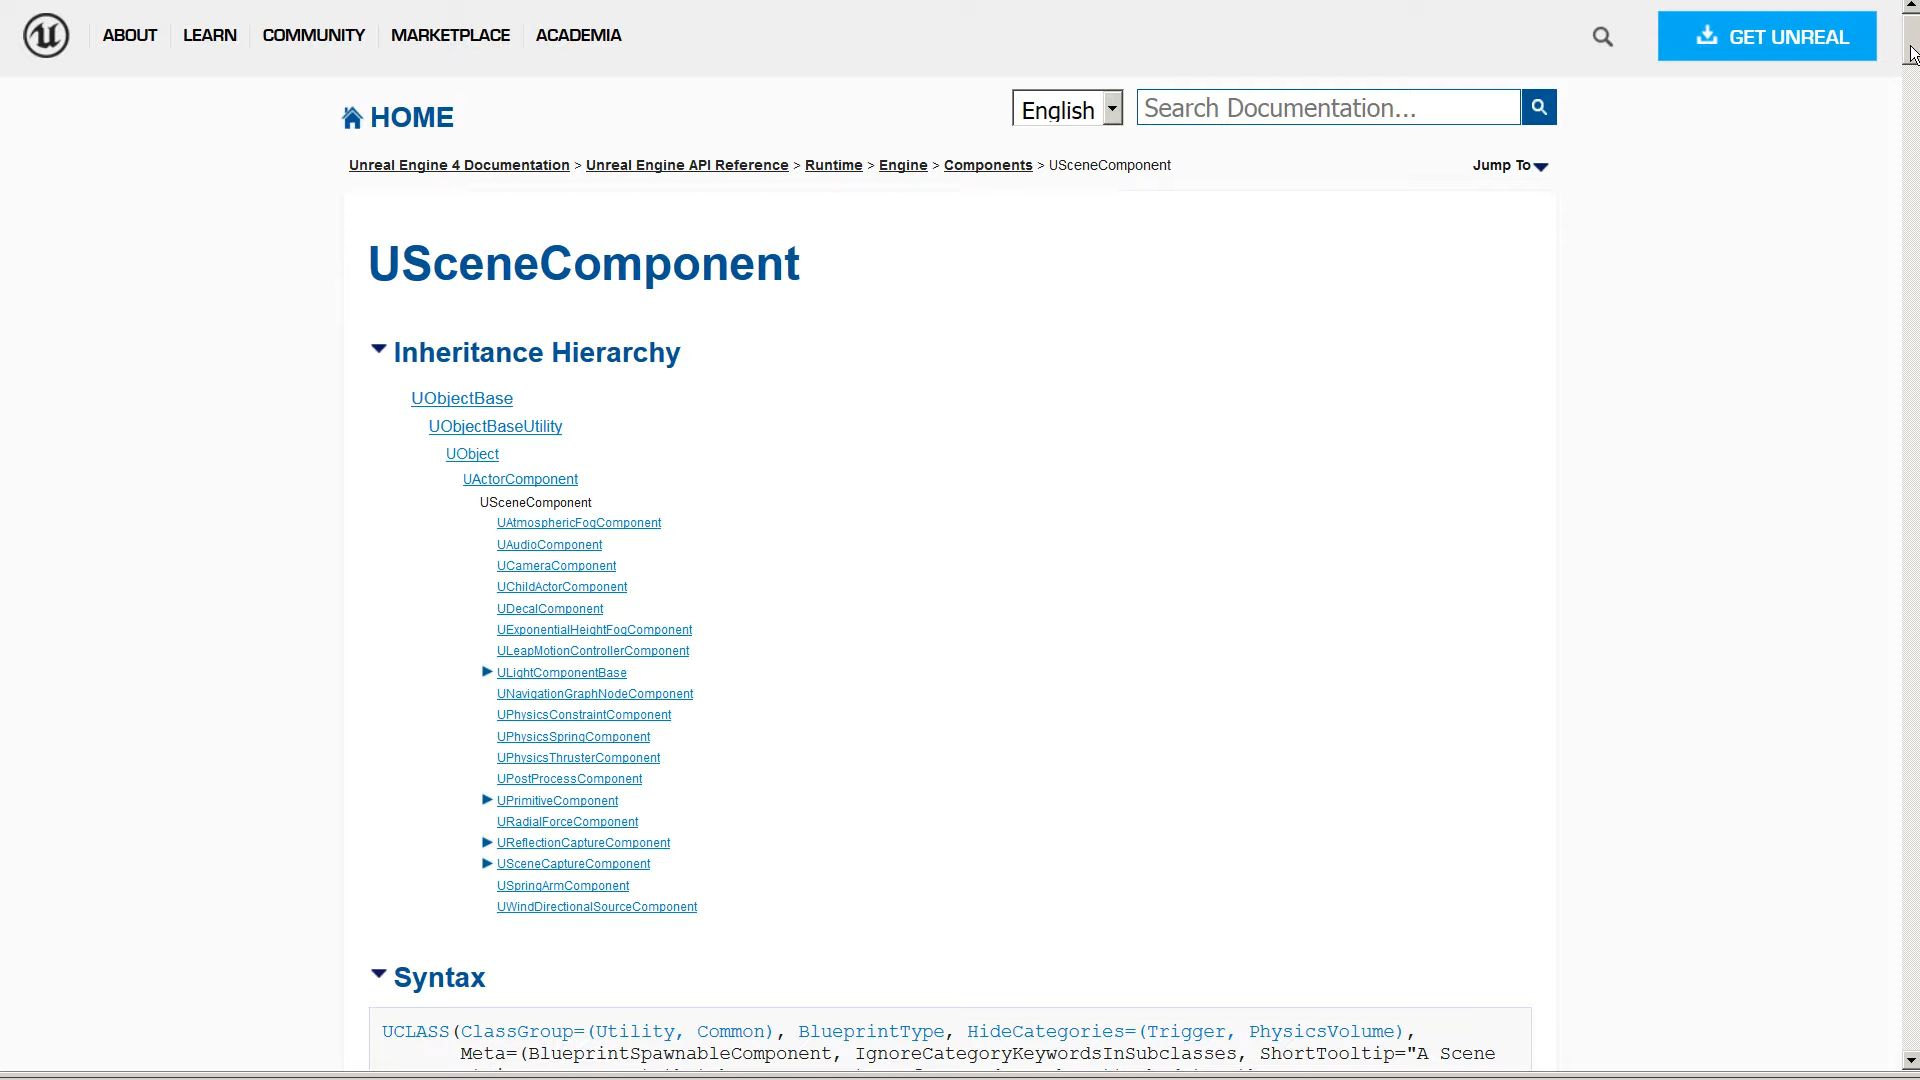 ABOUT LEARN COMMUNITY MARKETPLACE ACADEMIA GET UNREAL
HOME English Search Documentation...
Unreal Engine 4 Documentation > Unreal Engine API Reference > Runtime > Engine > Components > USceneComponent Jump To
USceneComponent
Inheritance Hierarchy
UObjectBase
UObjectBaseUtility
UObject
UActorComponent
USceneComponent
UAtmosphericFogComponent
UAudioComponent
UCameraComponent
UChildActorComponent
UDecalComponent
UExponentialHeightFogComponent
ULeapMotionControllerComponent
ULightComponentBase
UNavigationGraphNodeComponent
UPhysicsConstraintComponent
UPhysicsSpringComponent
UPhysicsThrusterComponent
UPostProcessComponent
UPrimitiveComponent
URadialForceComponent
UReflectionCaptureComponent
USceneCaptureComponent
USpringArmComponent
UWindDirectionalSourceComponent
Syntax
UCLASS(ClassGroup=(Utility, Common), BlueprintType, HideCategories=(Trigger, PhysicsVolume),
Meta=(BlueprintSpawnableComponent, IgnoreCategoryKeywordsInSubclasses, ShortTooltip="A Scene